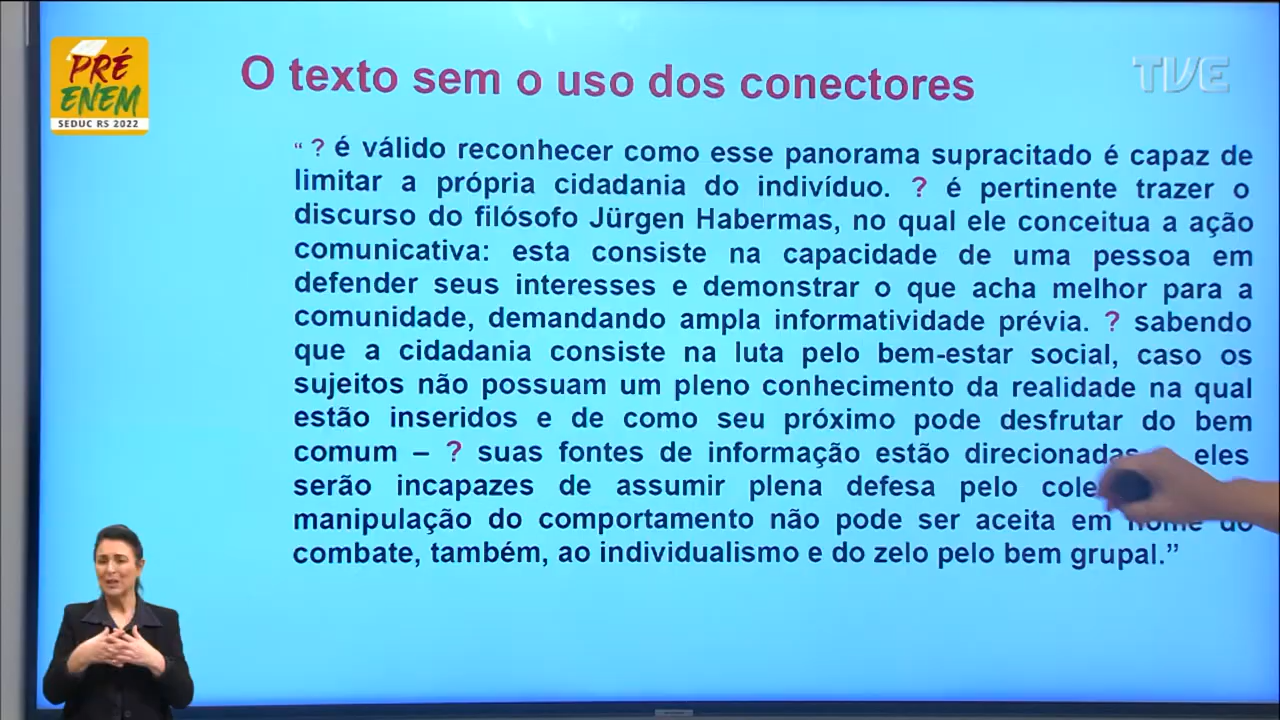 PRÉ
ENEM
SEDUC RS 2022
TVE
O texto sem o uso dos conectores
“ ? é válido reconhecer como esse panorama supracitado é capaz de
limitar a própria cidadania do indivíduo. ? é pertinente trazer o
discurso do filósofo Jürgen Habermas, no qual ele conceitua a ação
comunicativa: esta consiste na capacidade de uma pessoa em
defender seus interesses e demonstrar o que acha melhor para a
comunidade, demandando ampla informatividade prévia. ? sabendo
que a cidadania consiste na luta pelo bem-estar social, caso os
sujeitos não possuam um pleno conhecimento da realidade na qual
estão inseridos e de como seu próximo pode desfrutar do bem
comum – ? suas fontes de informação estão direcionadas eles
serão incapazes de assumir plena defesa pelo
manipulação do comportamento não pode ser aceita em nome do
combate, também, ao individualismo e do zelo pelo bem grupal.”